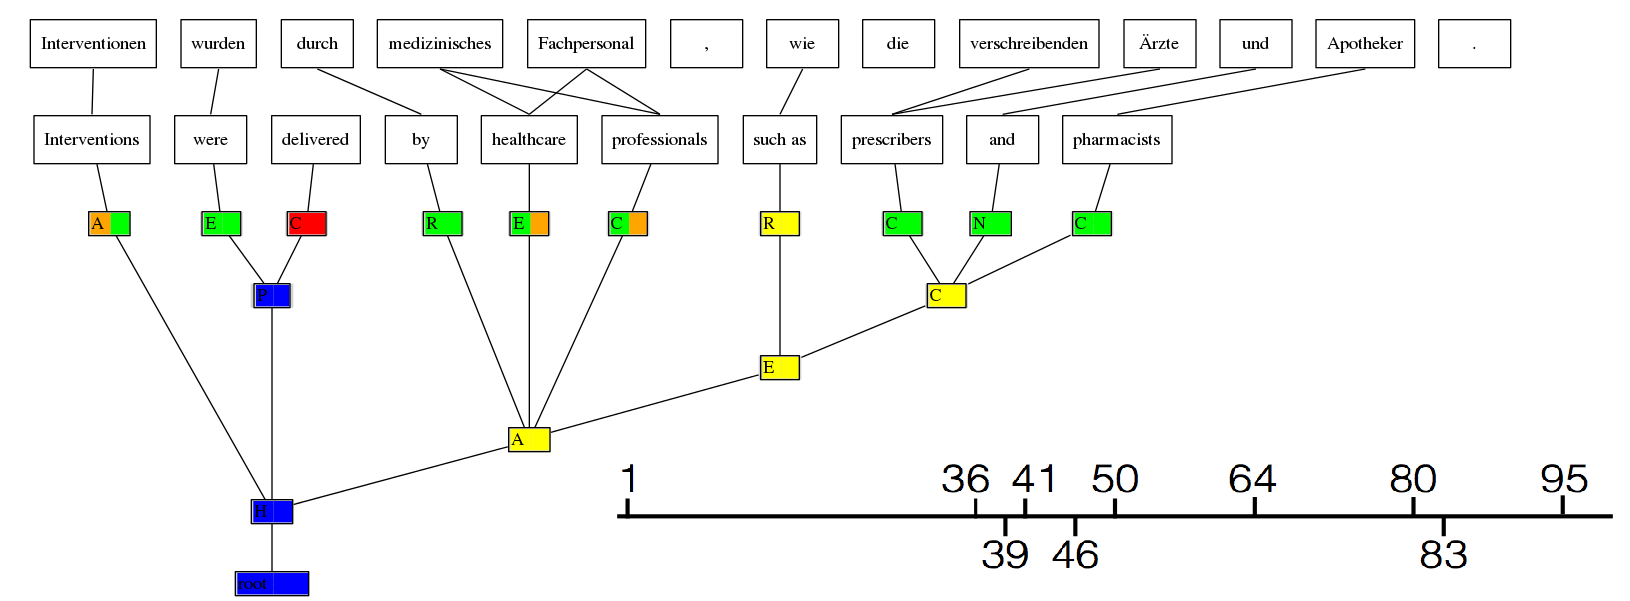 Interventionen wurden durch medizinisches Fachpersonal , wie die verschreibenden Ärzte und Apotheker .
Interventions were delivered by healthcare professionals such as prescribers and pharmacists
A E C R E C R C N C
P C
E
A
1 36 41 50 64 80 95
H
39 46 83
root